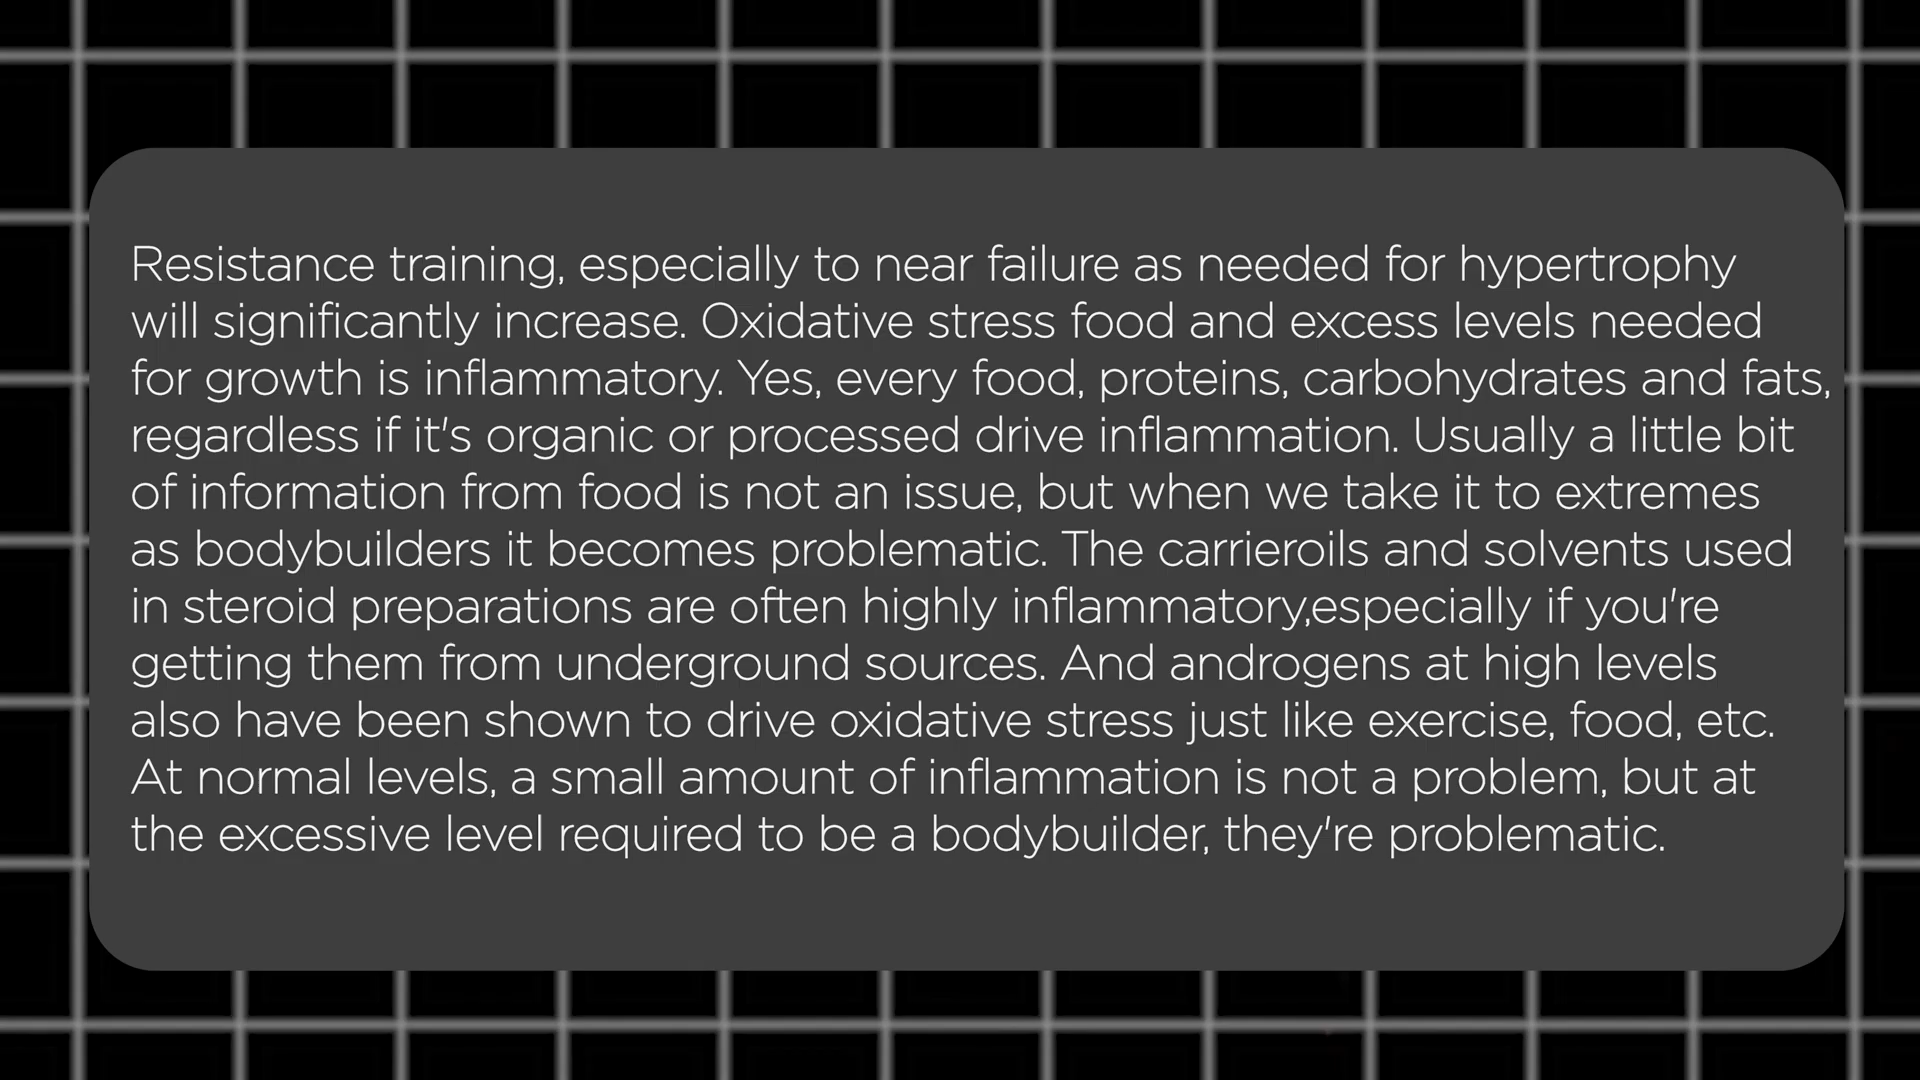 Resistance training, especially to near failure as needed for hypertrophy
will significantly increase. Oxidative stress food and excess levels needed
for growth is inflammatory. Yes, every food, proteins, carbohydrates and fats,
regardless if it's organic or processed drive inflammation. Usually a little bit
of information from food is not an issue, but when we take it to extremes
as bodybuilders it becomes problematic. The carrieroils and solvents used
in steroid preparations are often highly inflammatory,especially if you're
getting them from underground sources. And androgens at high levels
also have been shown to drive oxidative stress just like exercise, food, etc.
At normal levels, a small amount of inflammation is not a problem, but at
the excessive level required to be a bodybuilder, they're problematic.